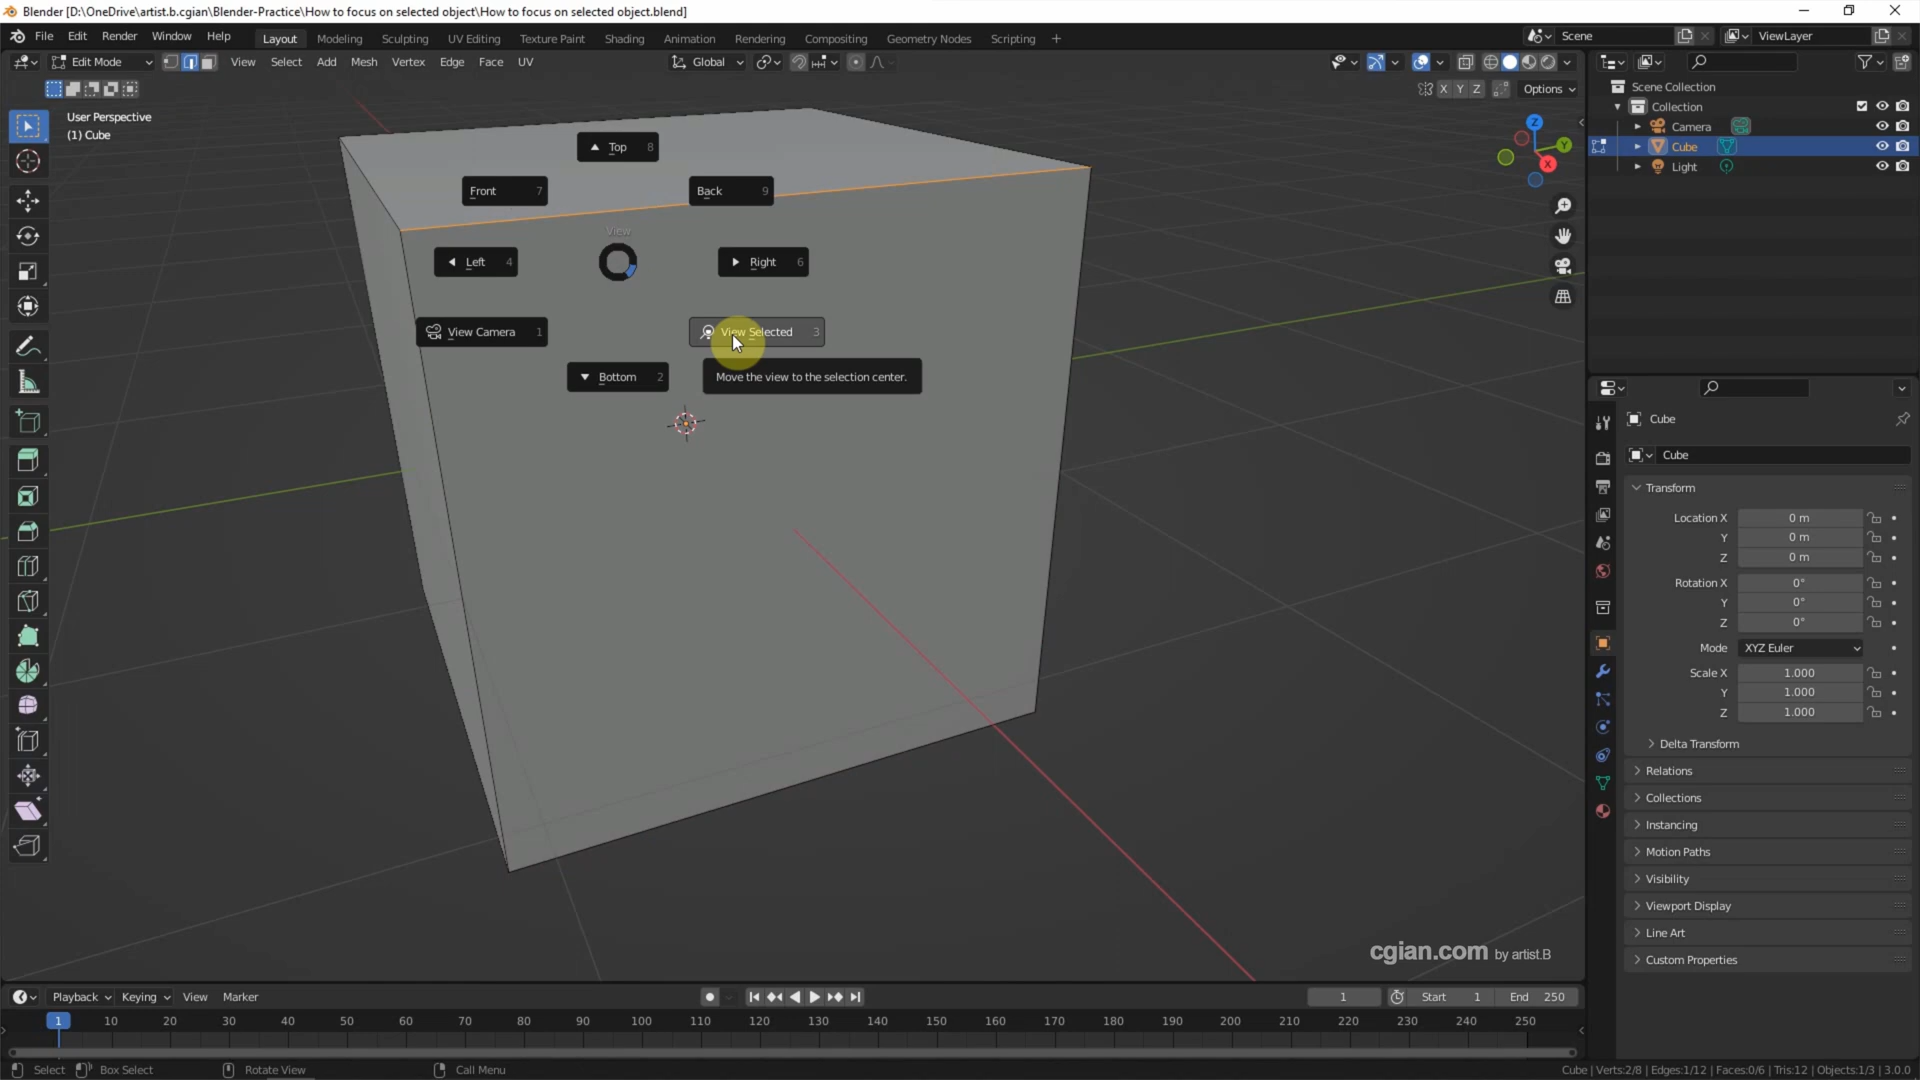 Blender [D:\OneDrive\artist.b.cgian\Blender-Practice\How to focus on selected object\How to focus on selected object.blend]
File Edit Render Window Help Layout Modeling Sculpting UV Editing Texture Paint Shading Animation Rendering Compositing Geometry Nodes Scripting + Scene ViewLayer
Edit Mode View Select Add Mesh Vertex Edge Face UV Global
X Y Z Options
User Perspective
(1) Cube
Top 8
Front 7 Back 9
View
Left 4 Right 6
View Camera 1 View Selected 3
Bottom 2 Move the view to the selection center.
Z
Y
X
cgian.com by artist.B
Scene Collection
Collection
Camera
Cube
Light
Cube
Cube
Transform
Location X 0 m
Y 0 m
Z 0 m
Rotation X 0°
Y 0°
Z 0°
Mode XYZ Euler
Scale X 1.000
Y 1.000
Z 1.000
Delta Transform
Relations
Collections
Instancing
Motion Paths
Visibility
Viewport Display
Line Art
Custom Properties
Playback Keying View Marker 1 Start 1 End 250
1 10 20 30 40 50 60 70 80 90 100 110 120 130 140 150 160 170 180 190 200 210 220 230 240 250
Select Box Select Rotate View Call Menu Cube | Verts:2/8 | Edges:1/12 | Faces:0/6 | Tris:12 | Objects:1/3 | 3.0.0